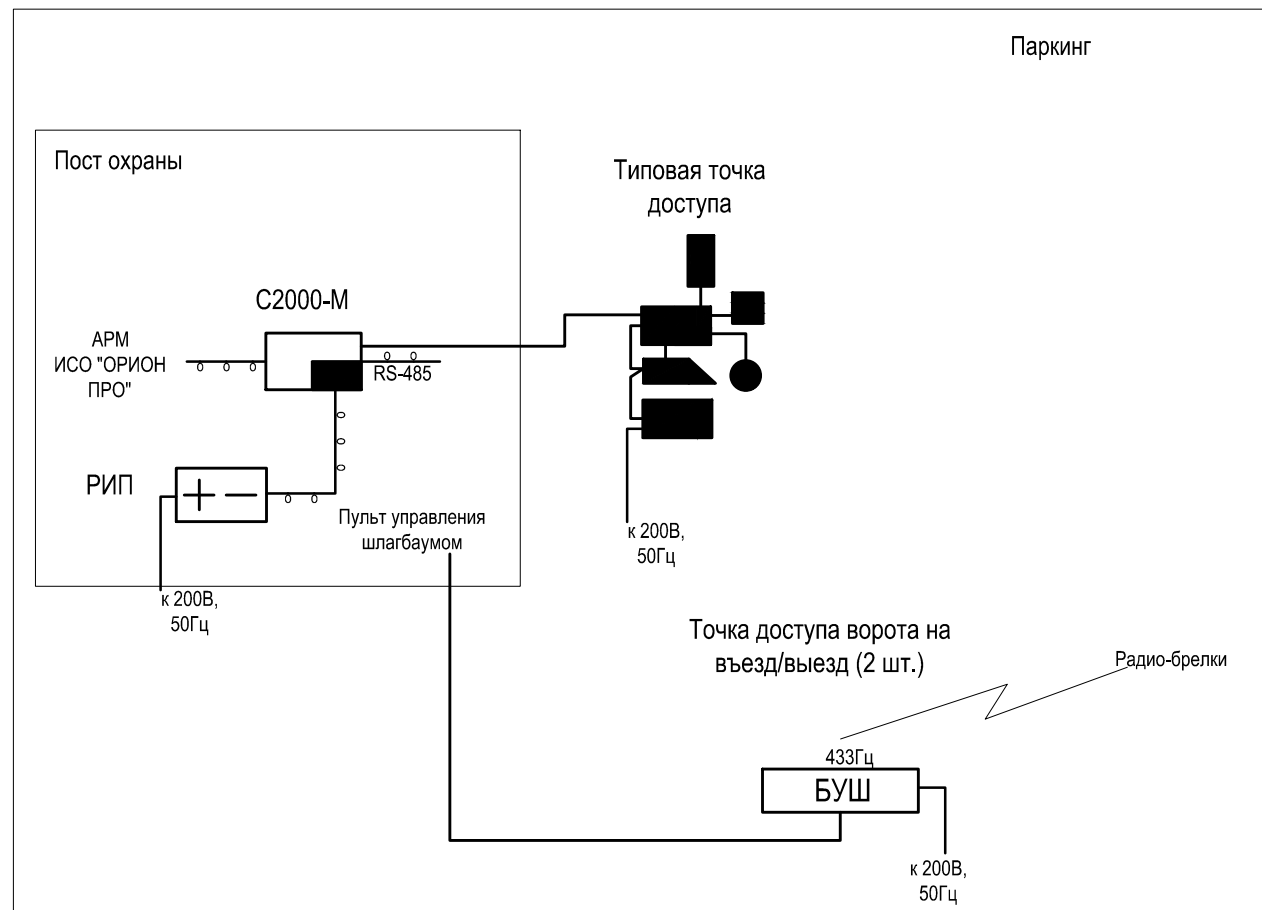 Паркинг
Пост охраны
Типовая точка
доступа
С2000-М
АРМ
ИСО "ОРИОН
ПРО"
RS-485
РИП
Пульт управления
шлагбаумом
к 200В,
50Гц
к 200В,
50Гц
Точка доступа ворота на
въезд/выезд (2 шт.)
Радио-брелки
433Гц
БУШ
к 200В,
50Гц